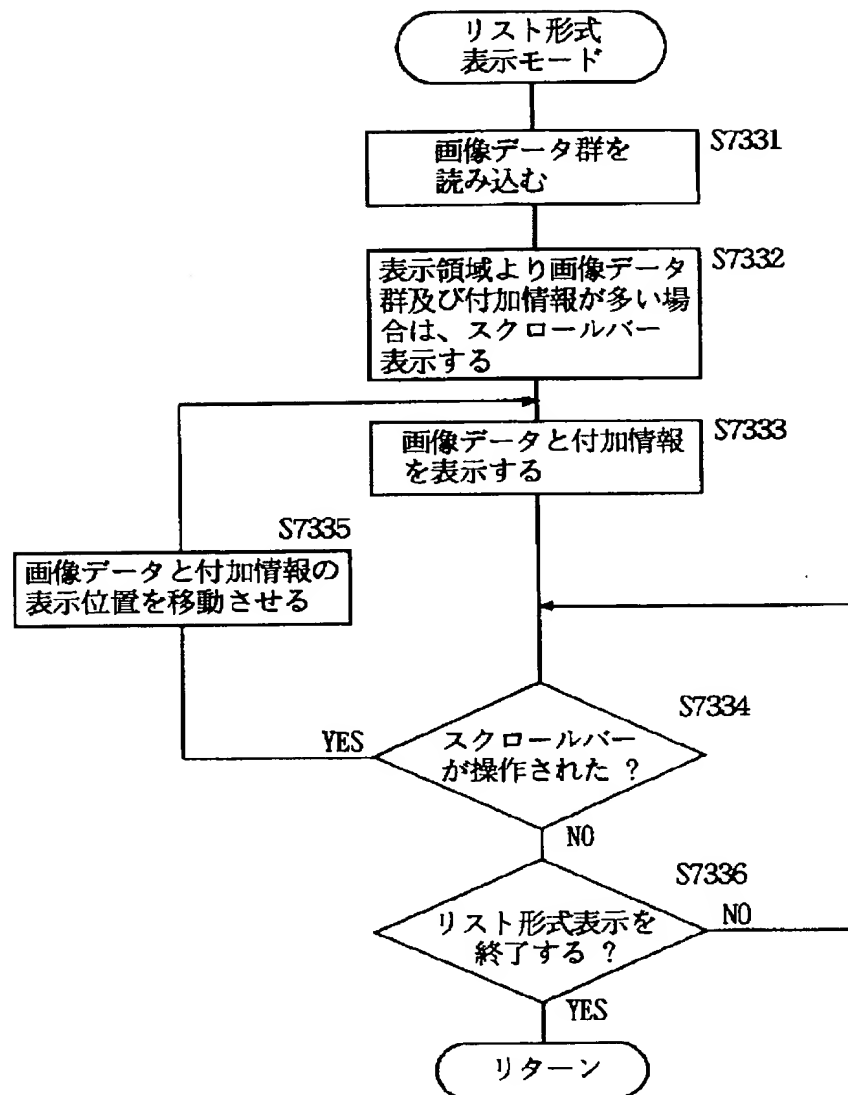 リスト形式
表示モード
画像データ群を
読み込む
S7331
表示領域より画像データ
群及び付加情報が多い場
合は、スクロールバー
表示する
S7332
画像データと付加情報
を表示する
S7333
S7335
画像データと付加情報の
表示位置を移動させる
S7334
YES
スクロールバー
が操作された ?
NO
S7336
リスト形式表示を
終了する ?
NO
YES
リターン